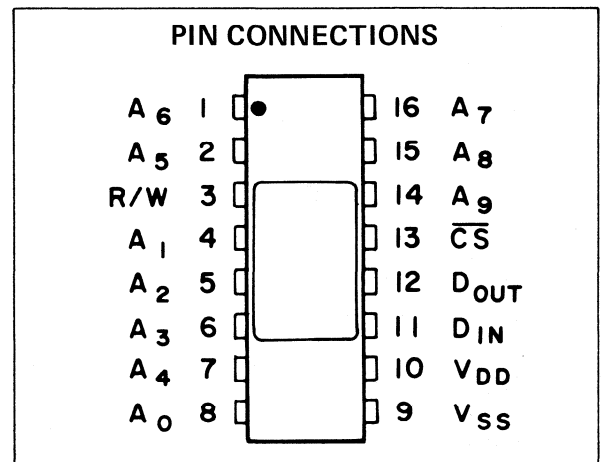 PIN CONNECTIONS
A6 1 16 A7
A5 2 15 A8
R/W 3 14 A9
A1 4 13 C̅S̅
A2 5 12 DOUT
A3 6 11 DIN
A4 7 10 VDD
A0 8 9 VSS